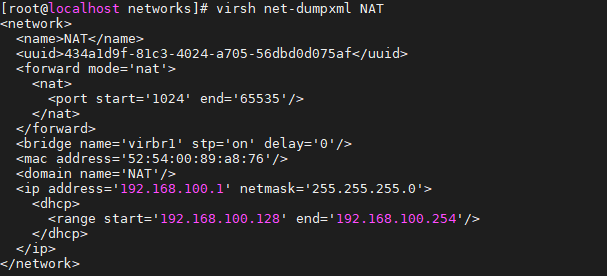 [root@localhost networks]# virsh net-dumpxml NAT
<network>
  <name>NAT</name>
  <uuid>434a1d9f-81c3-4024-a705-56dbd0d075af</uuid>
  <forward mode='nat'>
    <nat>
      <port start='1024' end='65535'/>
    </nat>
  </forward>
  <bridge name='virbr1' stp='on' delay='0'/>
  <mac address='52:54:00:89:a8:76'/>
  <domain name='NAT'/>
  <ip address='192.168.100.1' netmask='255.255.255.0'>
    <dhcp>
      <range start='192.168.100.128' end='192.168.100.254'/>
    </dhcp>
  </ip>
</network>